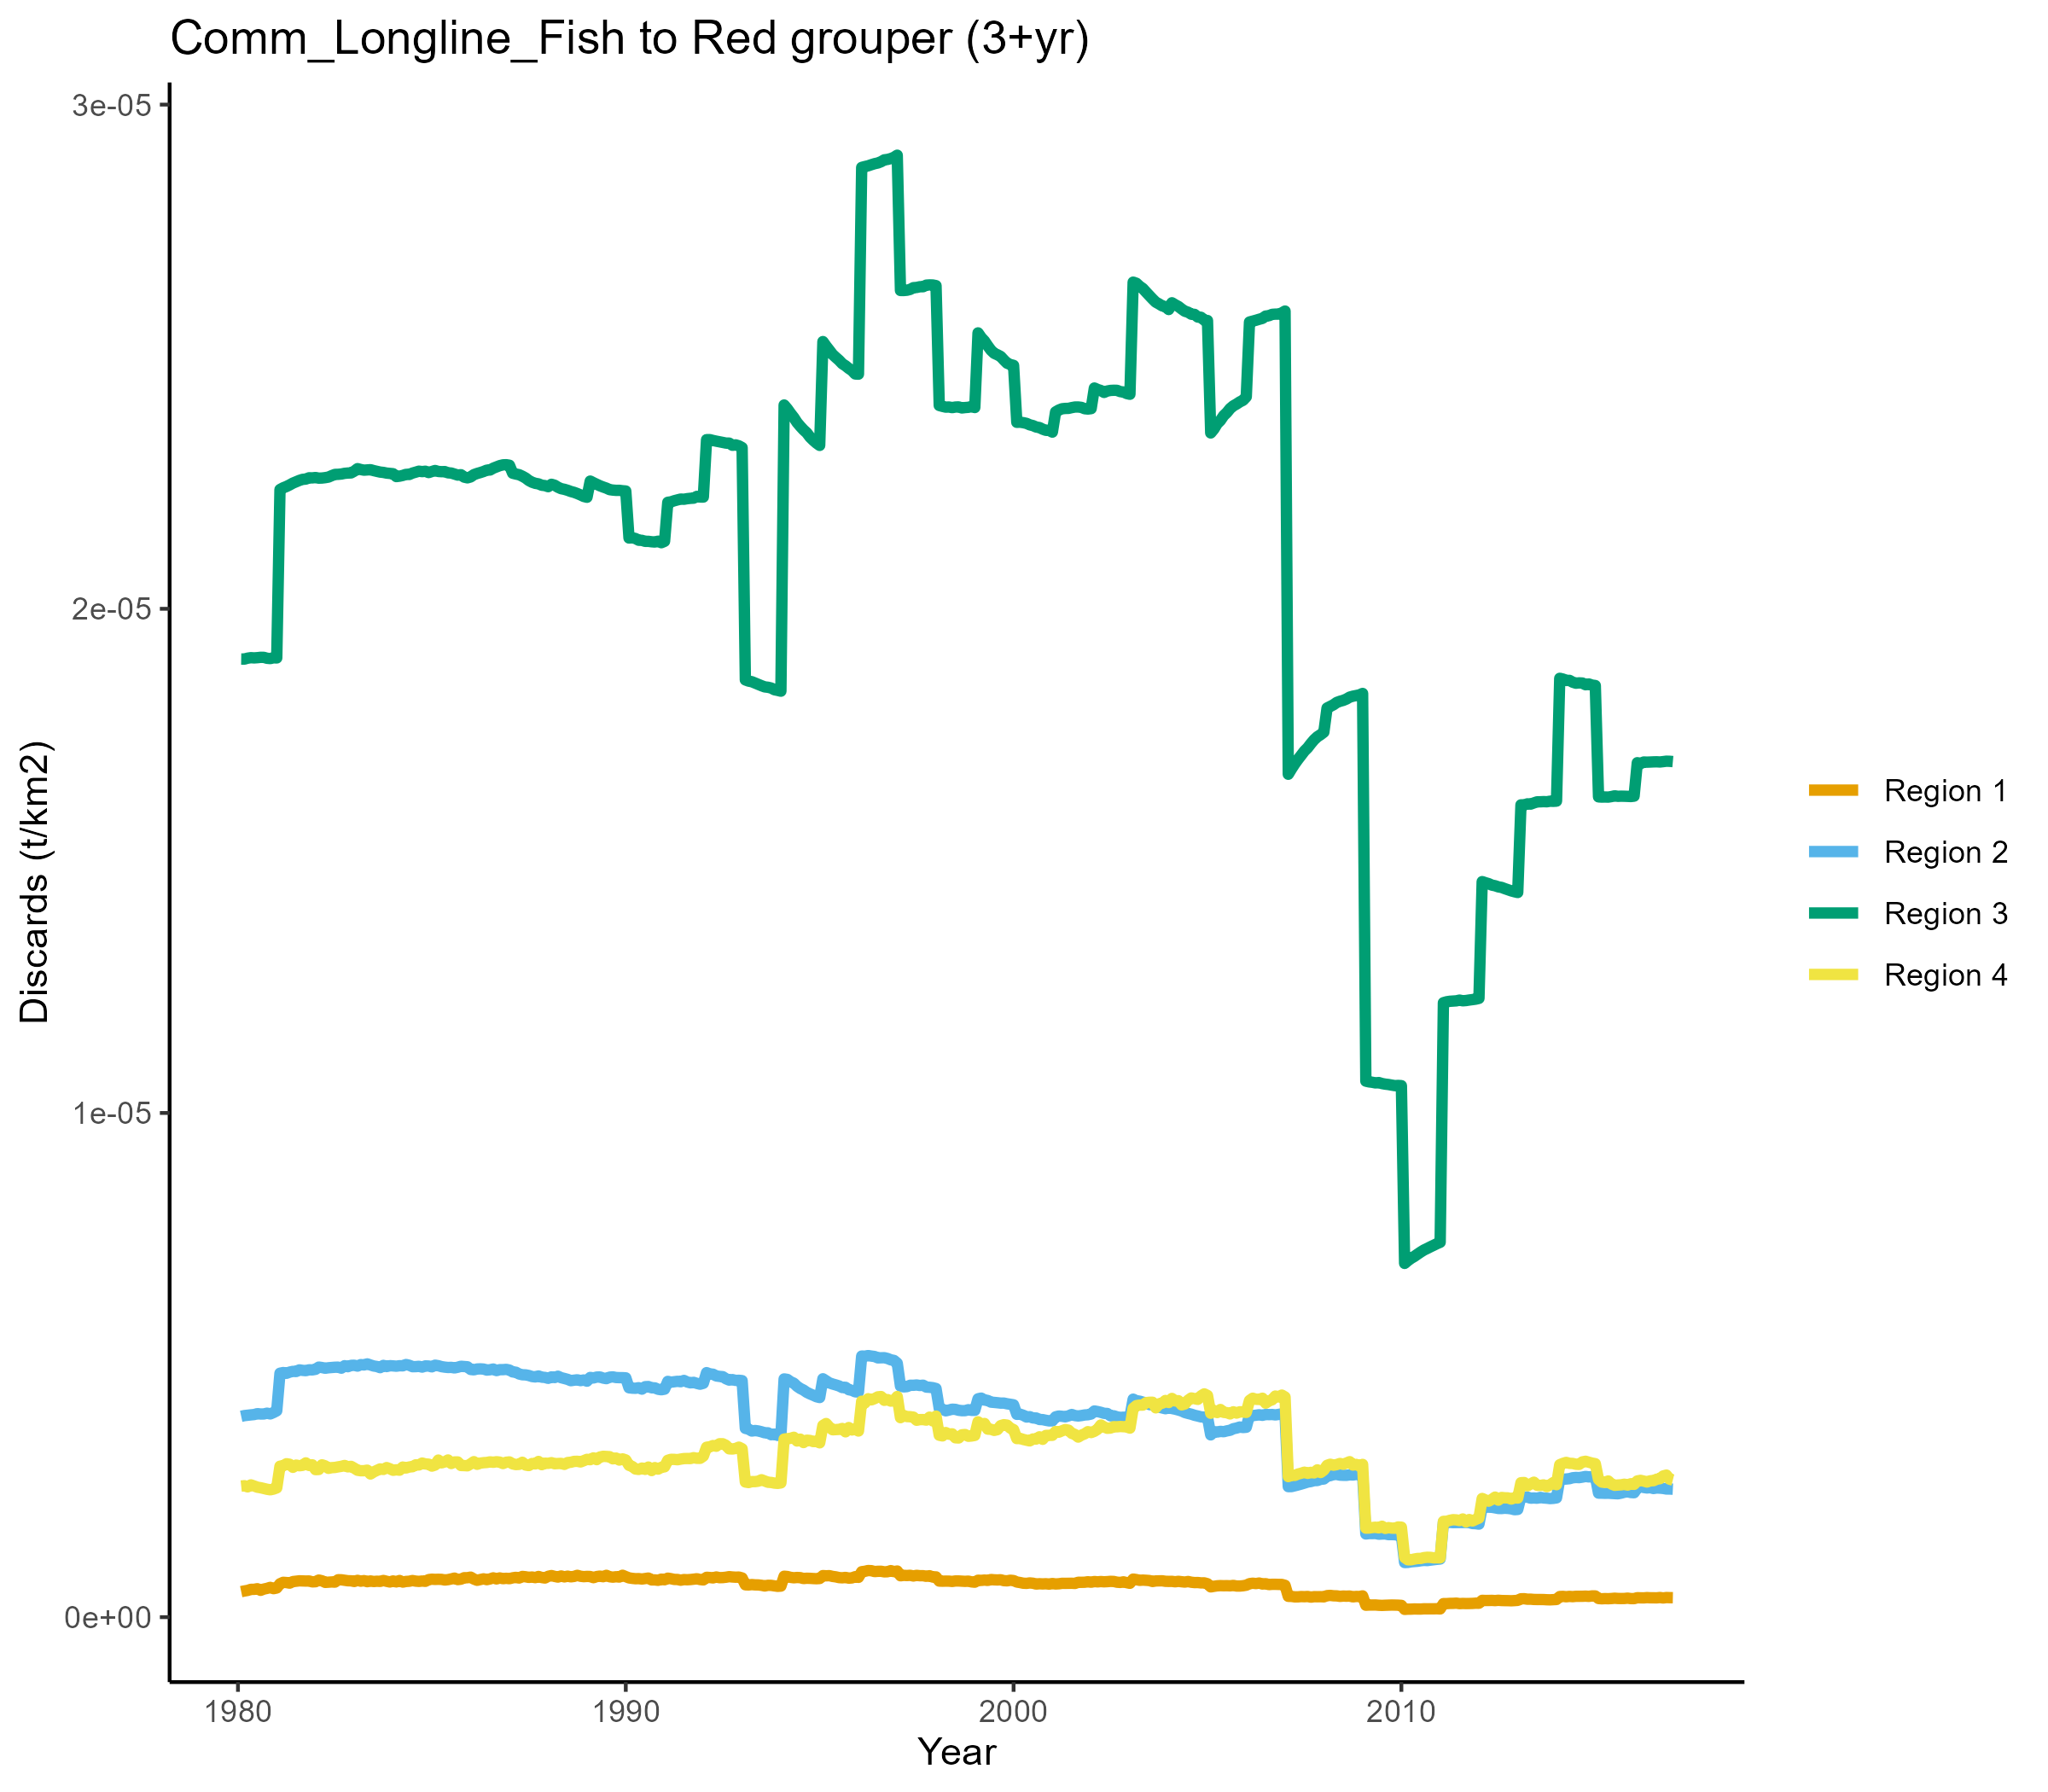 Comm_Longline_Fish to Red grouper (3+yr)
3e-05
2e-05
1e-05
0e+00
Discards (t/km2)
1980 1990 2000 2010
Year
Region 1
Region 2
Region 3
Region 4